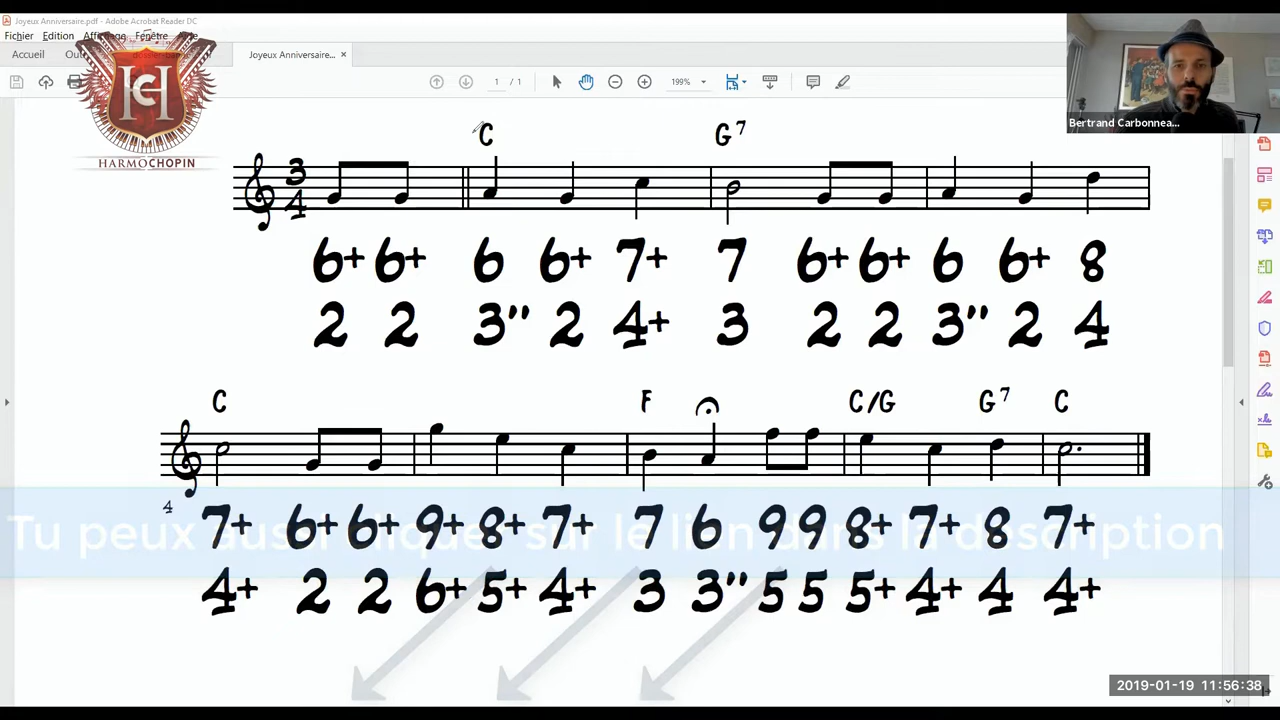 Joyeux Anniversaire.pdf - Adobe Acrobat Reader DC
Fichier Edition Affichage Fenêtre Aide
Accueil Joyeux Anniversaire... ×
1 / 1 199%
HC
HARMOCHOPIN
Bertrand Carbonnea...
C G7
3
4
6+ 6+ 6 6+ 7+ 7 6+ 6+ 6 6+ 8
2 2 3" 2 4+ 3 2 2 3" 2 4
C F C/G G7 C
4
7+ 6+ 6+ 9+ 8+ 7+ 7 6 9 9 8+ 7+ 8 7+
Tu peux aussi cliquer sur le lien dans la description
4+ 2 2 6+ 5+ 4+ 3 3" 5 5 5+ 4+ 4 4+
2019-01-19 11:56:38